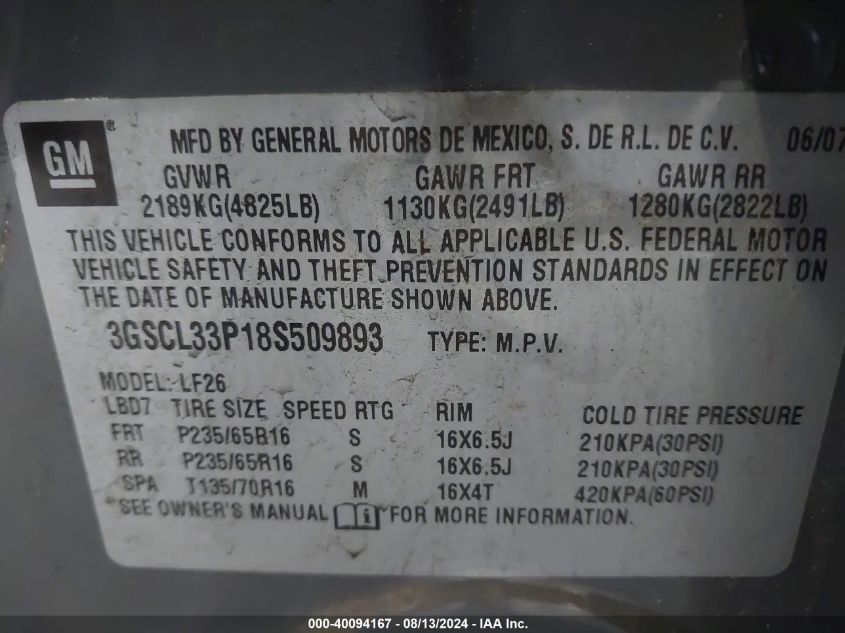 GM®
MFD BY GENERAL MOTORS DE MEXICO, S. DE R.L. DE C.V. 06/07
GVWR GAWR FRT GAWR RR
2189KG(4825LB) 1130KG(2491LB) 1280KG(2822LB)
THIS VEHICLE CONFORMS TO ALL APPLICABLE U.S. FEDERAL MOTOR
VEHICLE SAFETY AND THEFT PREVENTION STANDARDS IN EFFECT ON
THE DATE OF MANUFACTURE SHOWN ABOVE.
3GSCL33P18S509893 TYPE: M.P.V.
MODEL: LF26
LBD7 TIRE SIZE SPEED RTG RIM COLD TIRE PRESSURE
FRT P235/65R16 S 16X6.5J 210KPA(30PSI)
RR P235/65R16 S 16X6.5J 210KPA(30PSI)
SPA T135/70R16 M 16X4T 420KPA(60PSI)
*SEE OWNER'S MANUAL i FOR MORE INFORMATION.
000-40094167 - 08/13/2024 - IAA Inc.